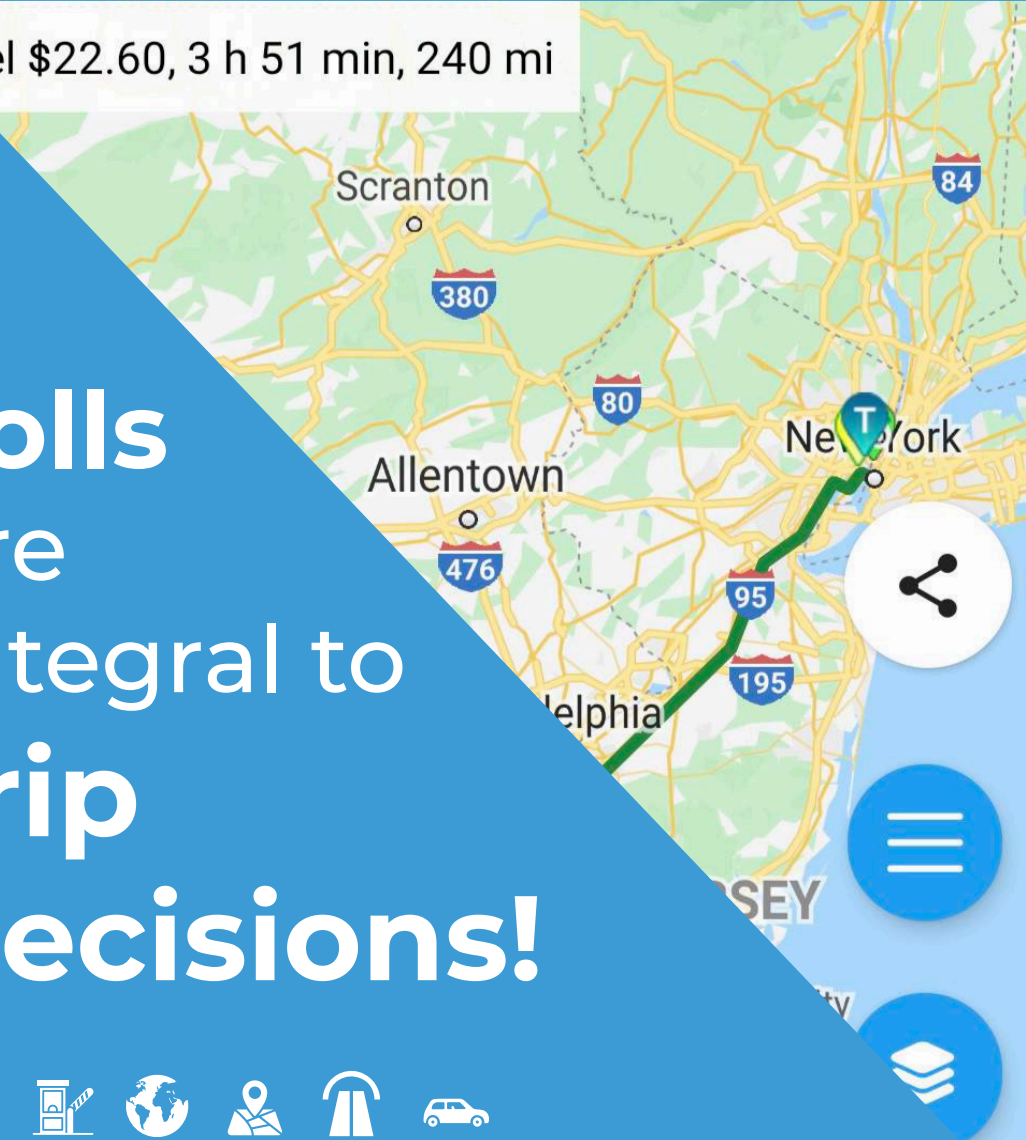 el $22.60, 3 h 51 min, 240 mi
Scranton
84
380
80
T
New York
Allentown
476
95
195
elphia
olls
re
tegral to
rip
ecisions!
SEY
ty